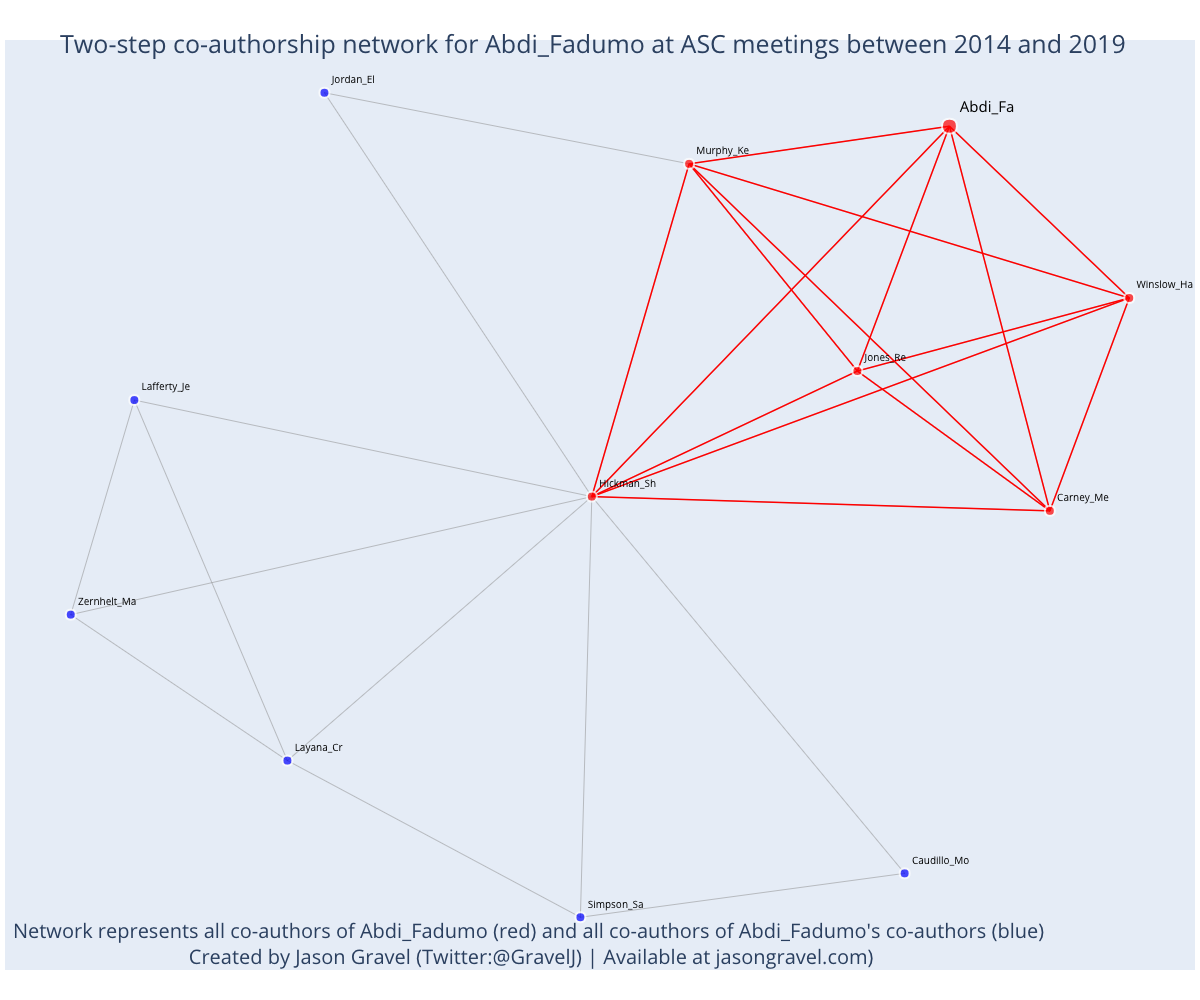 Two-step co-authorship network for Abdi_Fadumo at ASC meetings between 2014 and 2019
Jordan_El
Abdi_Fa
Murphy_Ke
Winslow_Ha
Jones_Re
Lafferty_Je
Hickman_Sh
Carney_Me
Zernhelt_Ma
Layana_Cr
Caudillo_Mo
Simpson_Sa
Network represents all co-authors of Abdi_Fadumo (red) and all co-authors of Abdi_Fadumo's co-authors (blue)
Created by Jason Gravel (Twitter:@GravelJ) | Available at jasongravel.com)